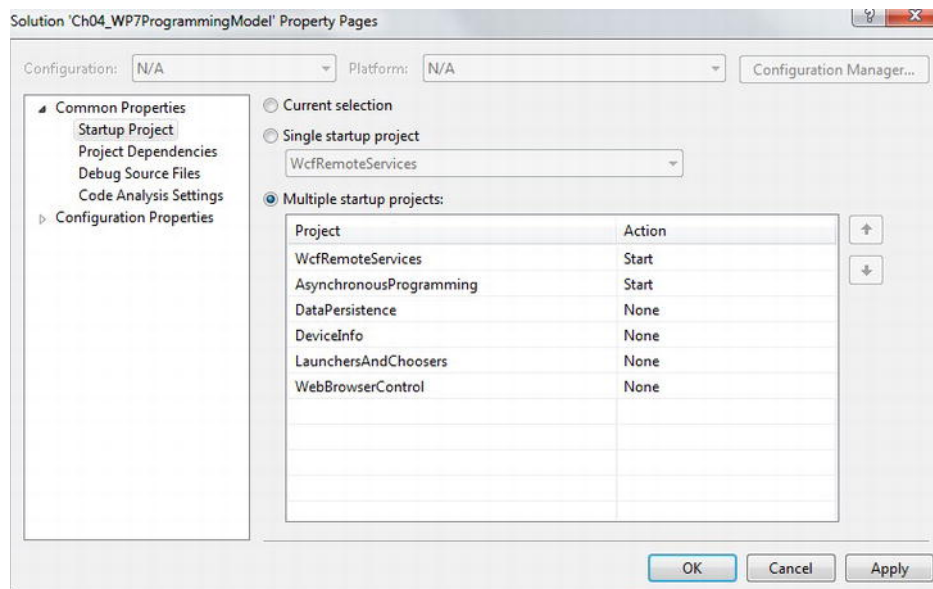 Solution 'Ch04_WP7ProgrammingModel' Property Pages
?
Configuration: N/A Platform: N/A Configuration Manager...
Common Properties
Startup Project
Project Dependencies
Debug Source Files
Code Analysis Settings
Configuration Properties
Current selection
Single startup project
WcfRemoteServices
Multiple startup projects:
Project Action
WcfRemoteServices Start
AsynchronousProgramming Start
DataPersistence None
DeviceInfo None
LaunchersAndChoosers None
WebBrowserControl None
OK Cancel Apply